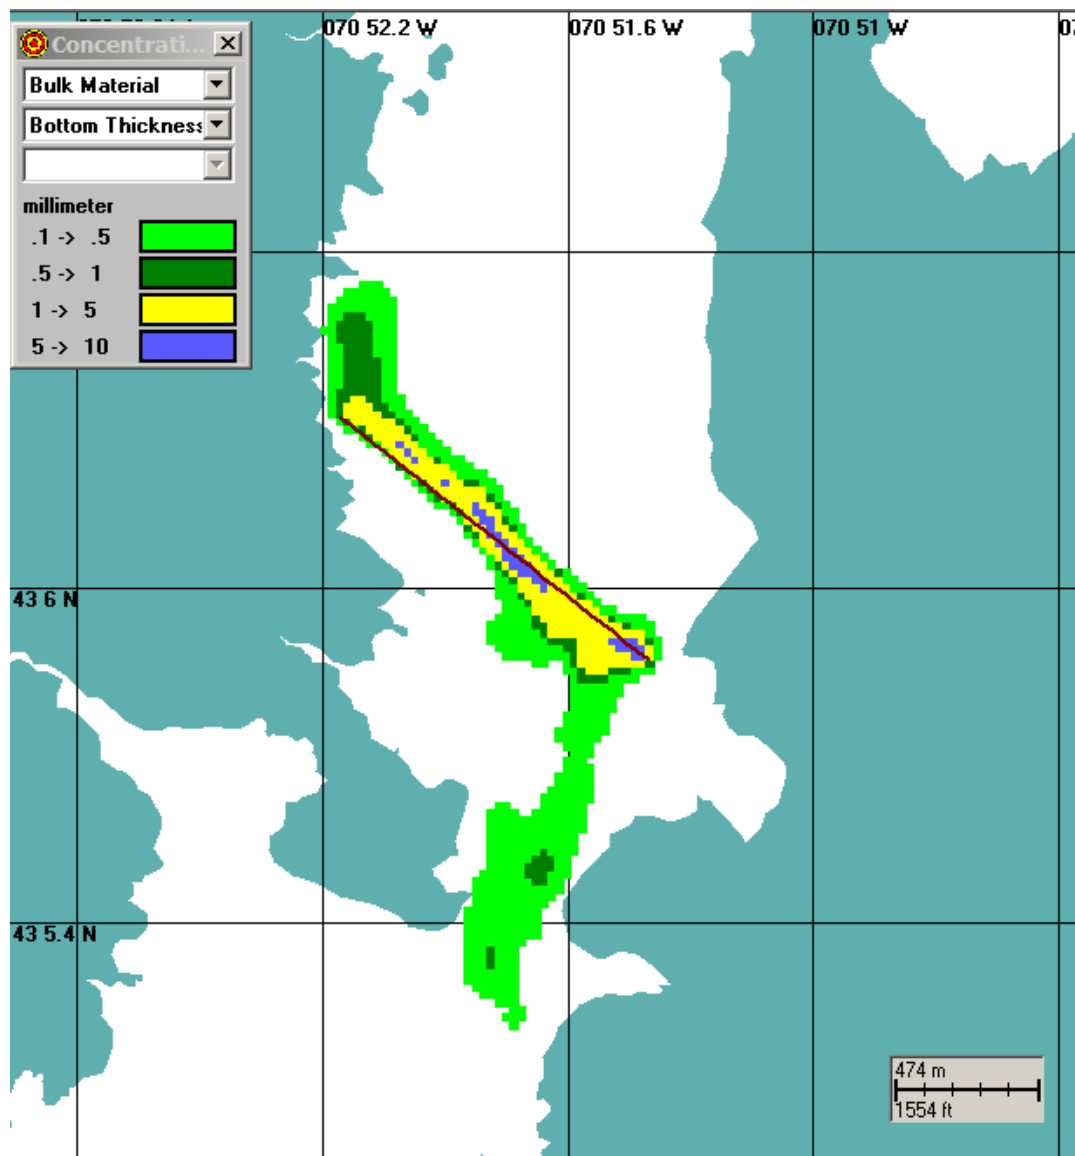 070 52.2 W
070 51.6 W
070 51 W
07
Concentrati...
Bulk Material
Bottom Thickness
millimeter
.1 -> .5
.5 -> 1
1 -> 5
5 -> 10
43 6 N
43 5.4 N
474 m
1554 ft